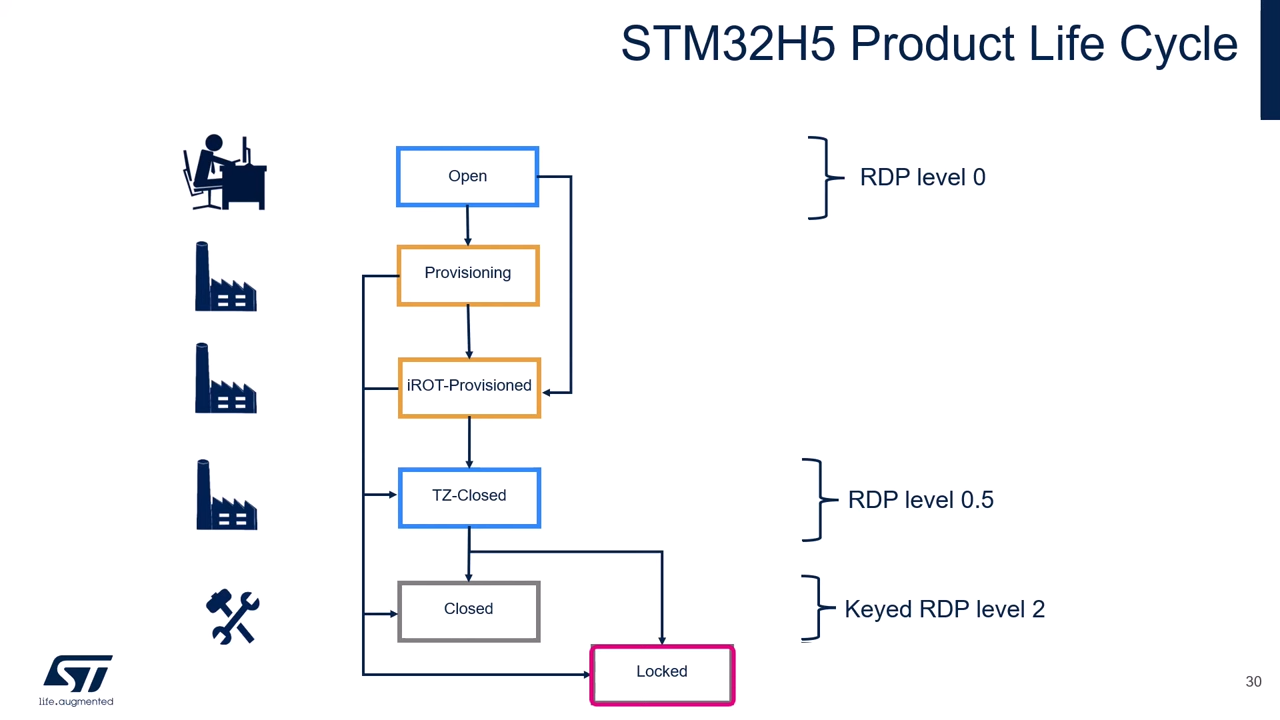 STM32H5 Product Life Cycle
Open
RDP level 0
Provisioning
iROT-Provisioned
TZ-Closed
RDP level 0.5
Closed
Keyed RDP level 2
Locked
ST
life.augmented
30